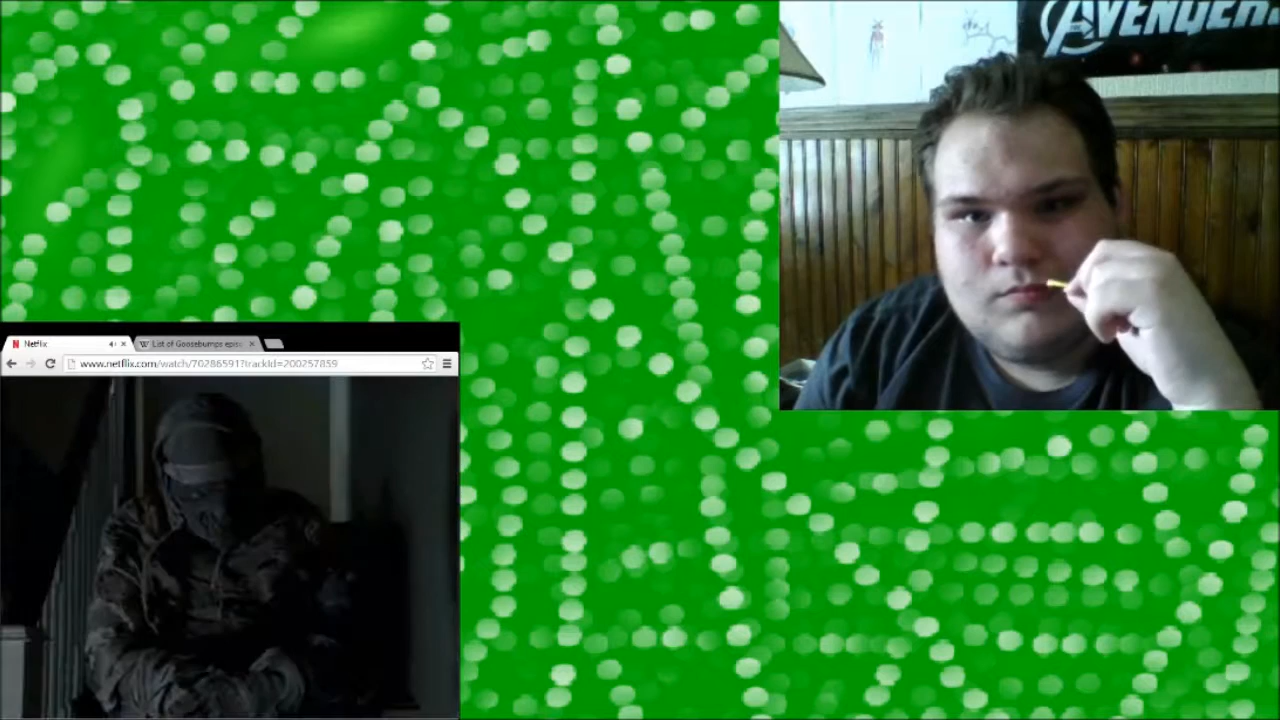 AVENGER
Netflix
List of Goosebumps epis
www.netflix.com/watch/70286591?trackId=200257859